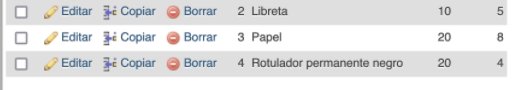 Editar Copiar Borrar 2 Libreta 10 5
Editar Copiar Borrar 3 Papel 20 8
Editar Copiar Borrar 4 Rotulador permanente negro 20 4